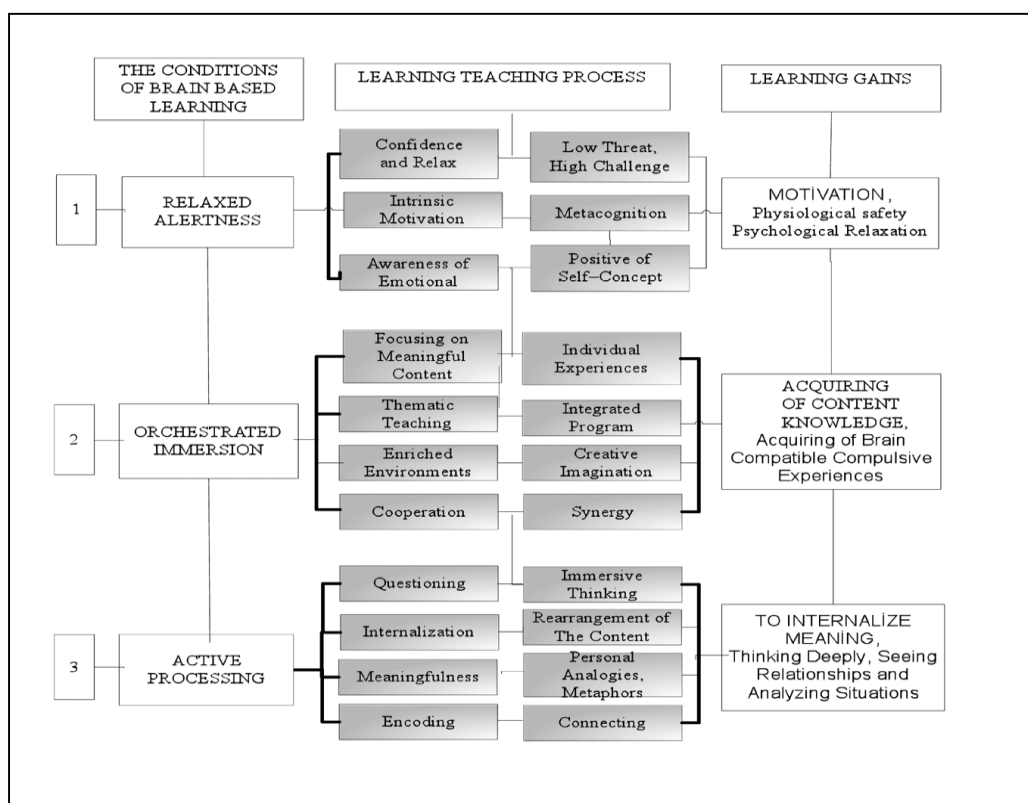 THE CONDITIONS
OF BRAIN BASED
LEARNING
LEARNING TEACHING PROCESS
LEARNING GAINS
1
RELAXED
ALERTNESS
Confidence
and Relax
Low Threat,
High Challenge
Intrinsic
Motivation
Metacognition
Awareness of
Emotional
Positive of
Self–Concept
MOTİVATION ,
Physiological safety
Psychological Relaxation
2
ORCHESTRATED
IMMERSION
Focusing on
Meaningful
Content
Individual
Experiences
Thematic
Teaching
Integrated
Program
Enriched
Environments
Creative
Imagination
Cooperation
Synergy
ACQUIRING
OF CONTENT
KNOWLEDGE,
Acquiring of Brain
Compatible Compulsive
Experiences
3
ACTIVE
PROCESSING
Questioning
Immersive
Thinking
Internalization
Rearrangement of
The Content
Meaningfulness
Personal
Analogies,
Metaphors
Encoding
Connecting
TO INTERNALİZE
MEANİNG,
Thinking Deeply, Seeing
Relationships and
Analyzing Situations